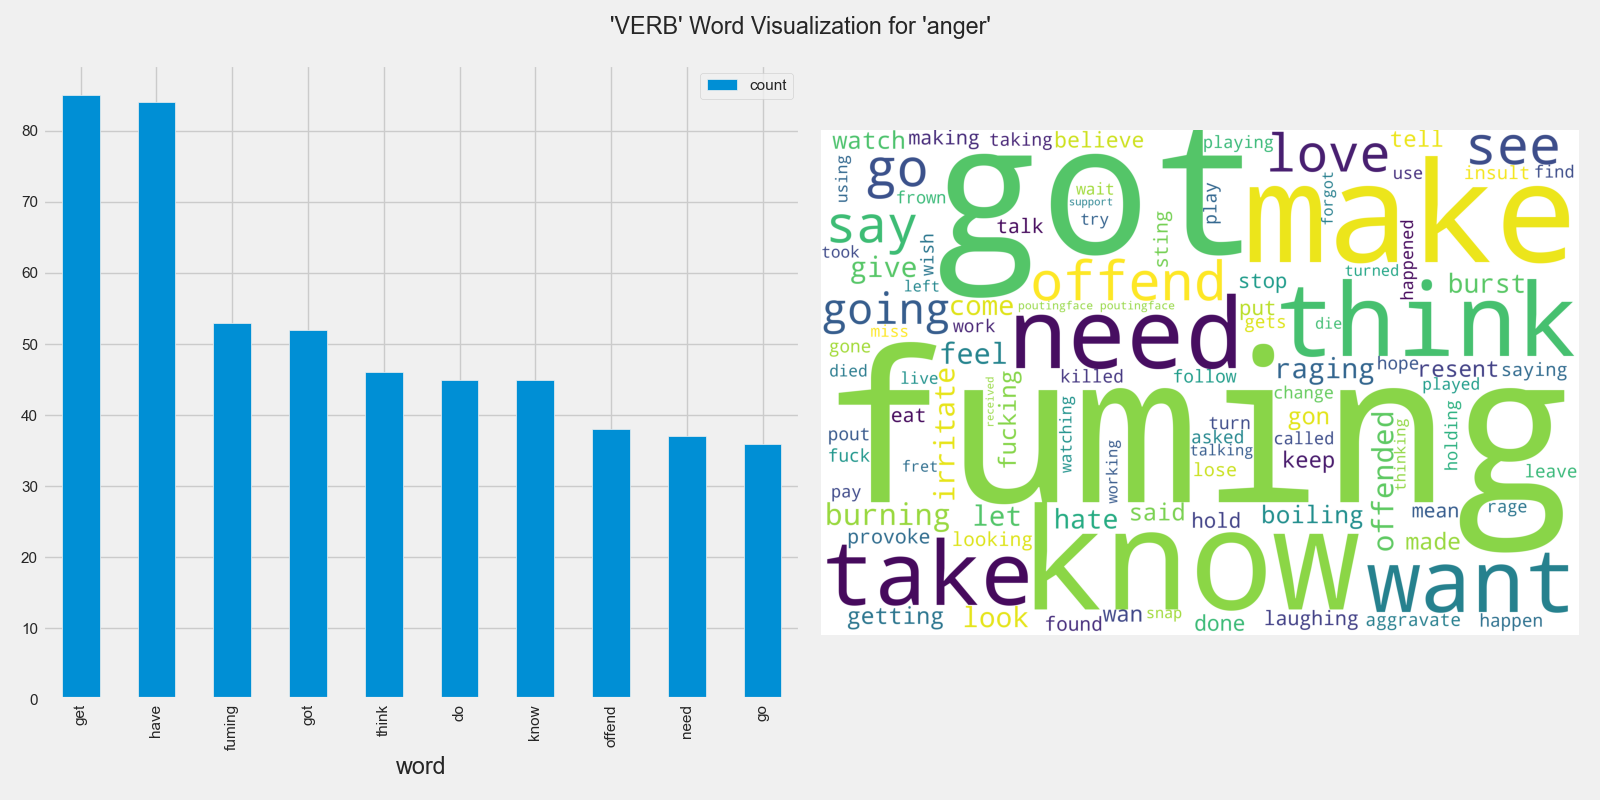 'VERB' Word Visualization for 'anger'
count
80
70
60
50
40
30
20
10
0
get have fuming got think do know offend need go
word
watch making taking believe playing love tell see
using go got use insult find
frown wait support try play forgot make
say talk sting happened
took wish give left offend stop turned burst
going come poutingface poutingface put think
miss work need gets die
gone feel raging hope resent saying
died live irritate killed follow change played
eat received fucking fuming turn gon holding
pout watching asked called offended thinking
fuck fret working talking keep
lose leave
pay
burning let hate said hold boiling mean rage
provoke looking know made
take want
getting look found wan snap done laughing aggravate happen